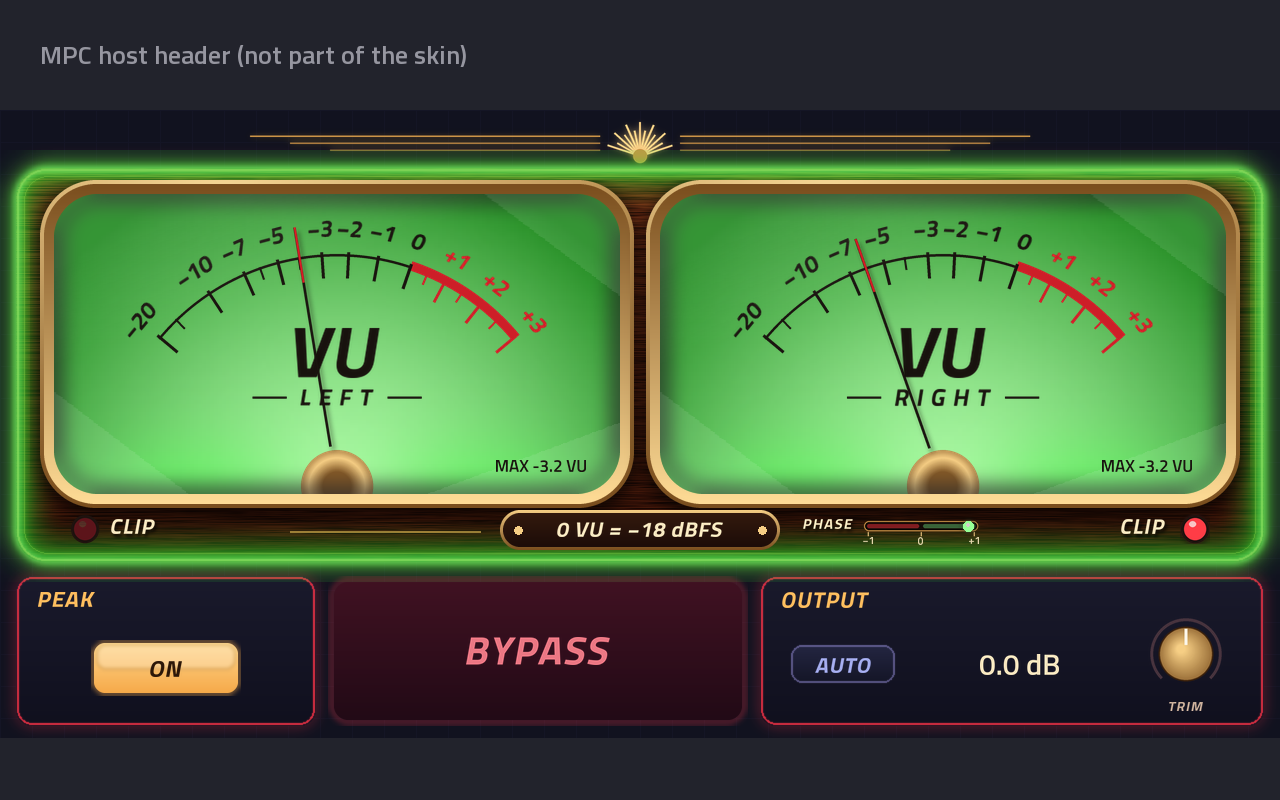 MPC host header (not part of the skin)
−20 −10 −7 −5 −3 −2 −1 0 +1 +2 +3
VU
LEFT
MAX -3.2 VU
−20 −10 −7 −5 −3 −2 −1 0 +1 +2 +3
VU
RIGHT
MAX -3.2 VU
CLIP
0 VU = −18 dBFS
PHASE
−1 0 +1
CLIP
PEAK
ON
BYPASS
OUTPUT
AUTO
0.0 dB
TRIM